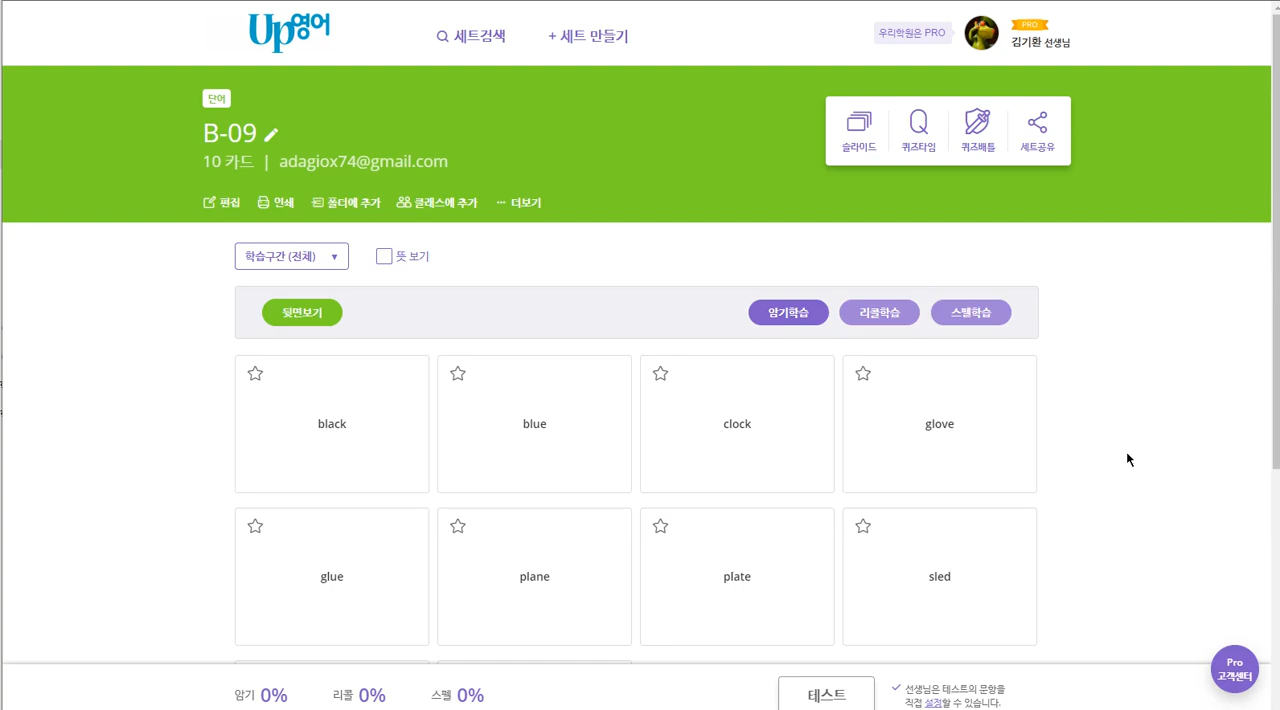 Up영어
세트검색
+ 세트 만들기
우리학원은 PRO
PRO
김기환 선생님
단어
B-09
10 카드 | adagiox74@gmail.com
편집
인쇄
폴더에 추가
클래스에 추가
··· 더보기
슬라이드
퀴즈타임
퀴즈배틀
세트공유
학습구간 (전체) ▼
뜻 보기
뒷면보기
암기학습
리콜학습
스펠학습
black
blue
clock
glove
glue
plane
plate
sled
암기 0%
리콜 0%
스펠 0%
테스트
선생님은 테스트의 문항을
직접 설정할 수 있습니다.
Pro
고객센터